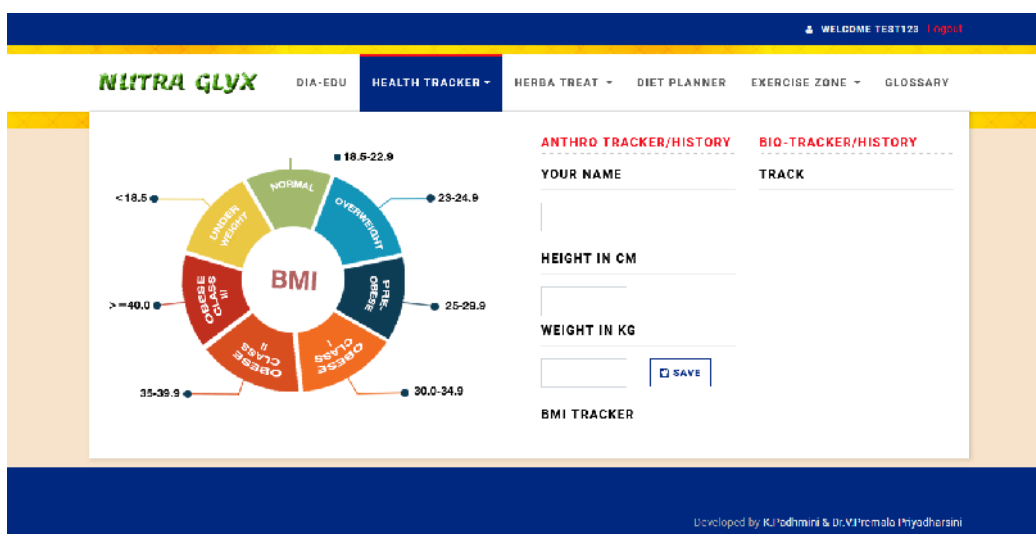 WELCOME TEST123 Logout
NUTRA GLYX
DIA-EDU
HEALTH TRACKER
HERBA TREAT
DIET PLANNER
EXERCISE ZONE
GLOSSARY
18.5-22.9
<18.5
23-24.9
>=40.0
25-29.9
35-39.9
30.0-34.9
NORMAL
OVERWEIGHT
PRE-
OBESE
OBESE
CLASS
I
OBESE
CLASS
II
OBESE
CLASS
III
UNDER
WEIGHT
BMI
ANTHRO TRACKER/HISTORY
YOUR NAME
HEIGHT IN CM
WEIGHT IN KG
SAVE
BMI TRACKER
BIO-TRACKER/HISTORY
TRACK
Developed by K.Padhmini & Dr.V.Premala Priyadharsini